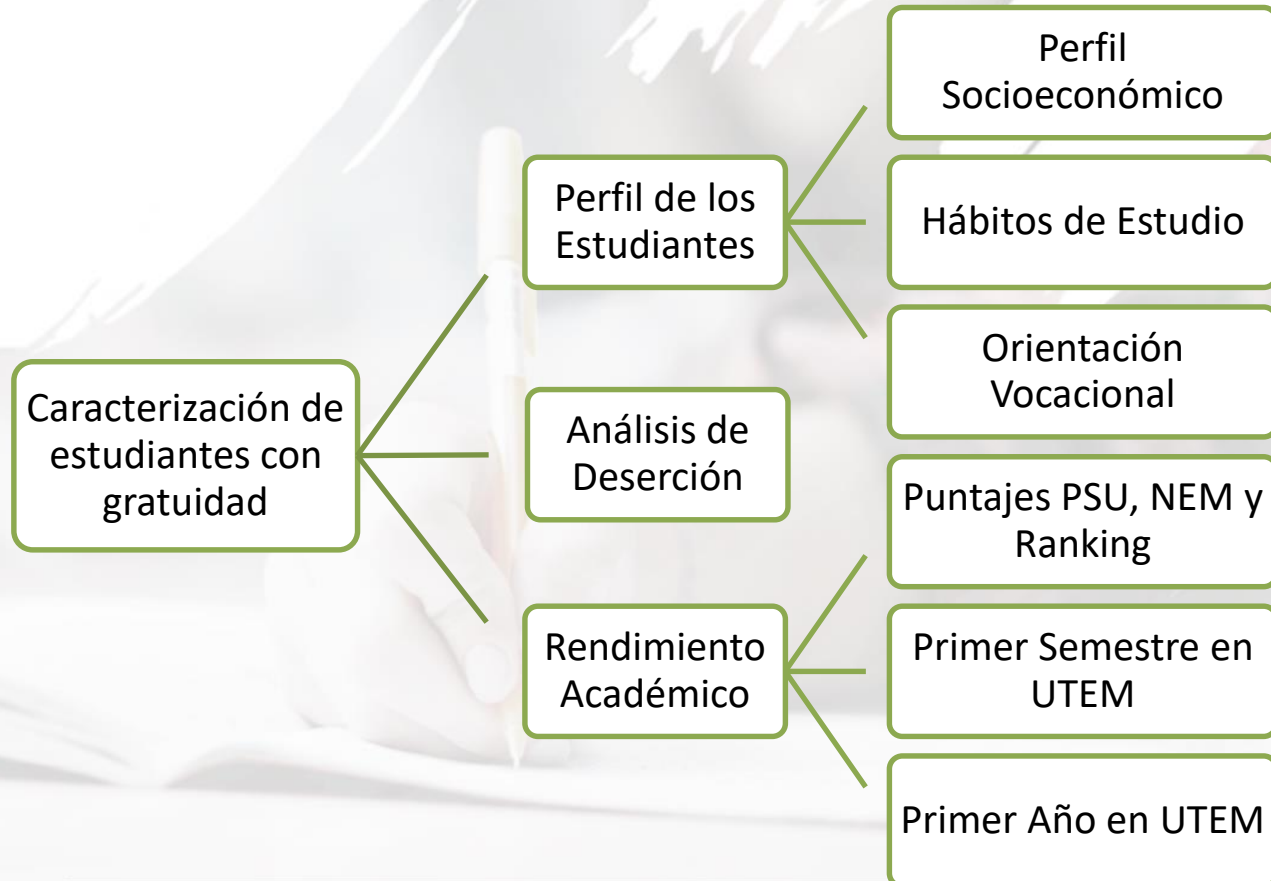 Caracterización de
estudiantes con
gratuidad
Perfil de los
Estudiantes
Perfil
Socioeconómico
Hábitos de Estudio
Orientación
Vocacional
Análisis de
Deserción
Rendimiento
Académico
Puntajes PSU, NEM y
Ranking
Primer Semestre en
UTEM
Primer Año en UTEM